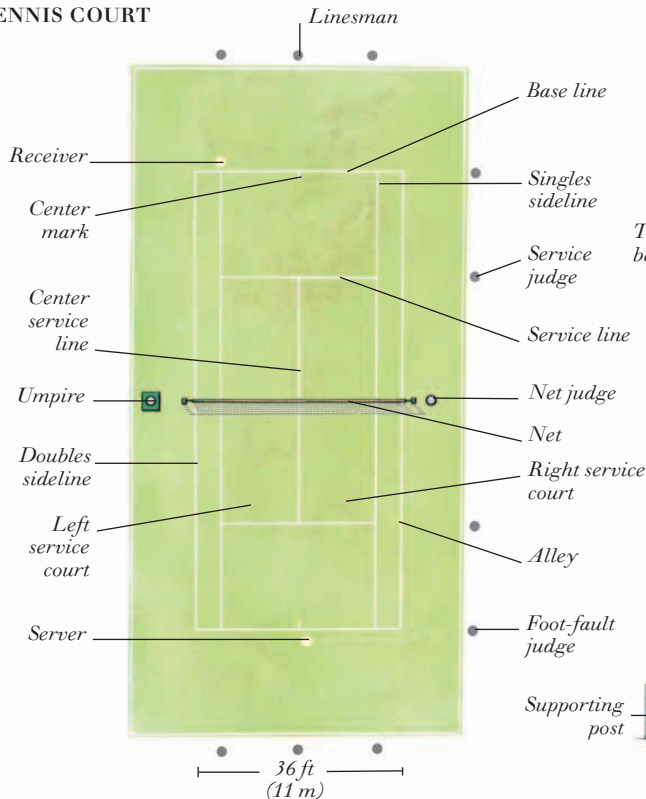 ENNIS COURT
Linesman
Base line
Receiver
Singles
sideline
Center
mark
Service
judge
Center
service
line
Service line
Umpire
Net judge
Net
Doubles
sideline
Right service
court
Left
service
court
Alley
Server
Foot-fault
judge
Supporting
post
36 ft
(11 m)